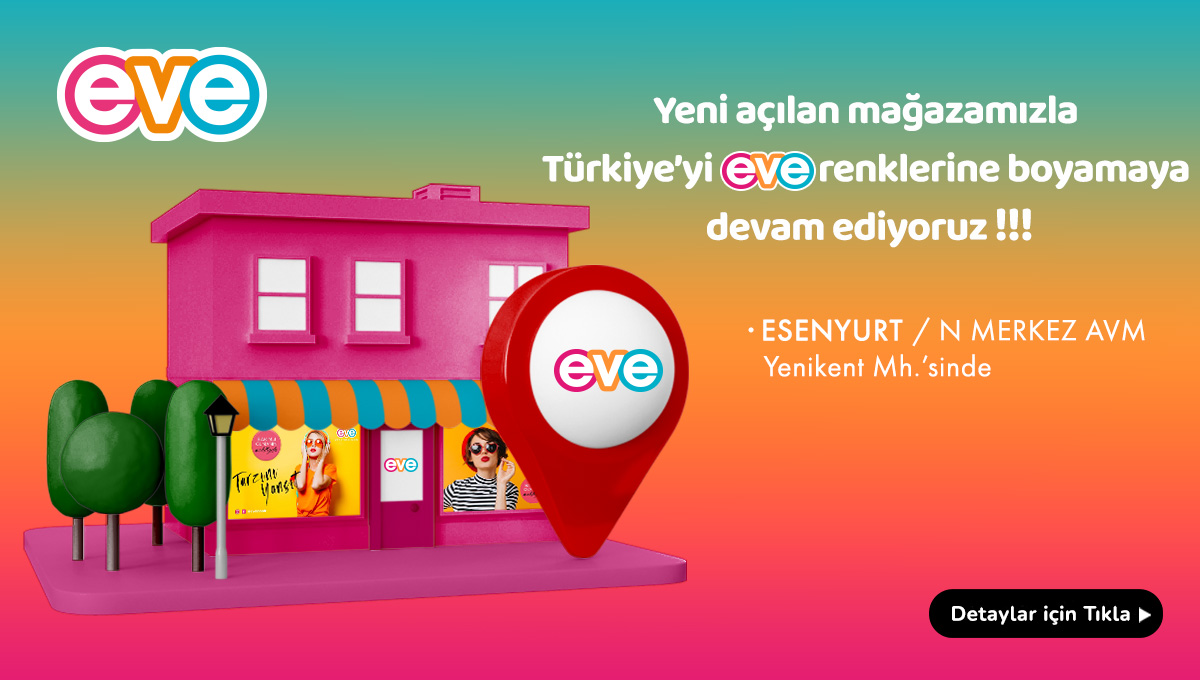 eve
Yeni açılan mağazamızla
Türkiye'yi eve renklerine boyamaya
devam ediyoruz !!!
• ESENYURT / N MERKEZ AVM
Yenikent Mh.'sinde
eve
eve
Tarzını
Yansıt
eve
Detaylar için Tıkla